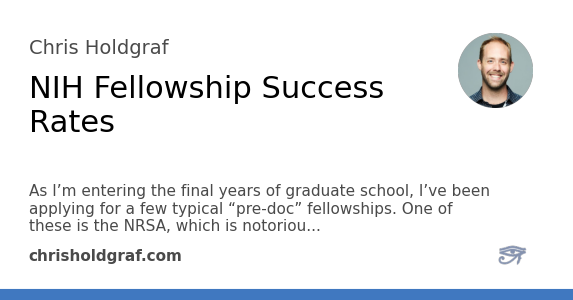 Chris Holdgraf
NIH Fellowship Success
Rates
As I’m entering the final years of graduate school, I’ve been
applying for a few typical “pre-doc” fellowships. One of
these is the NRSA, which is notoriou...
chrisholdgraf.com